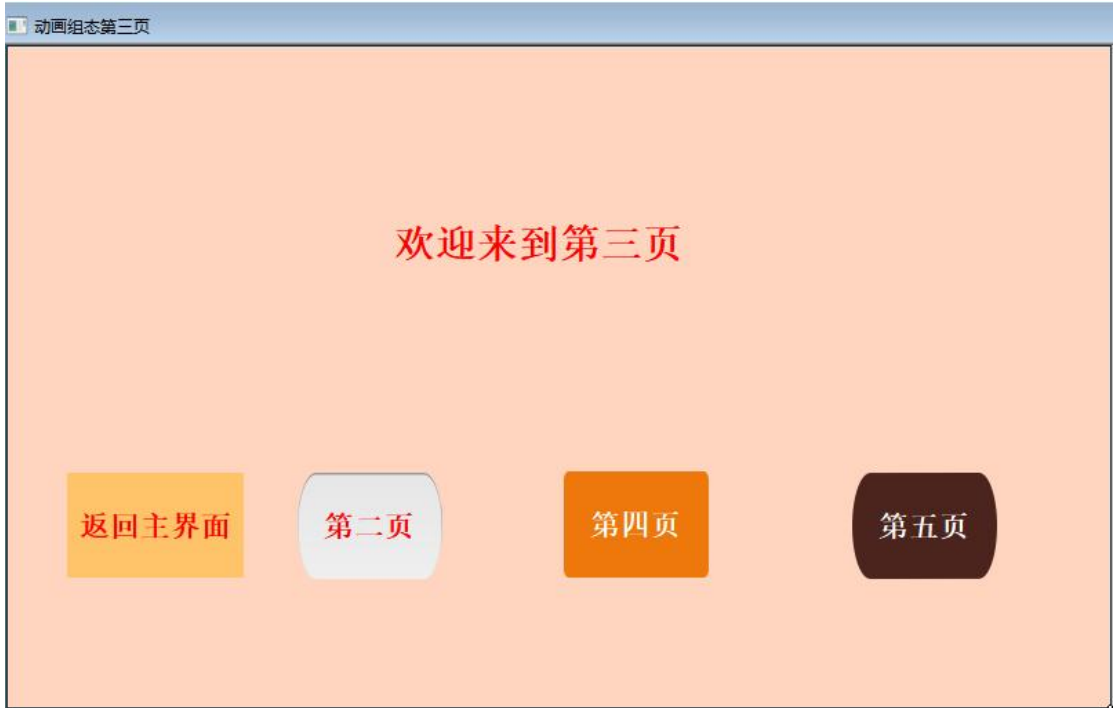 动画组态第三页
欢迎来到第三页
返回主界面
第二页
第四页
第五页